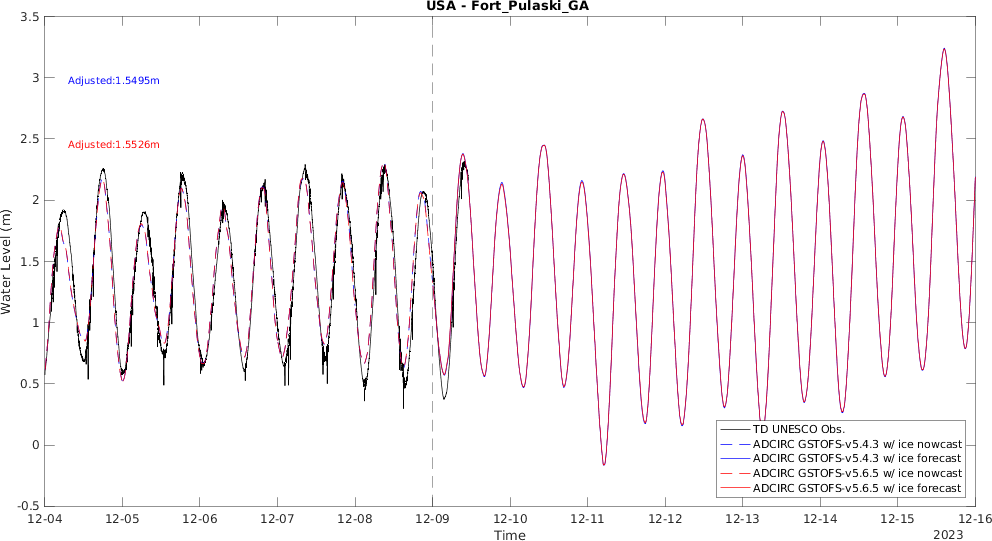 USA - Fort_Pulaski_GA
3.5
3
2.5
2
1.5
1
0.5
0
-0.5
Water Level (m)
Adjusted:1.5495m
Adjusted:1.5526m
TD UNESCO Obs.
ADCIRC GSTOFS-v5.4.3 w/ ice nowcast
ADCIRC GSTOFS-v5.4.3 w/ ice forecast
ADCIRC GSTOFS-v5.6.5 w/ ice nowcast
ADCIRC GSTOFS-v5.6.5 w/ ice forecast
12-04 12-05 12-06 12-07 12-08 12-09 12-10 12-11 12-12 12-13 12-14 12-15 12-16
Time
2023